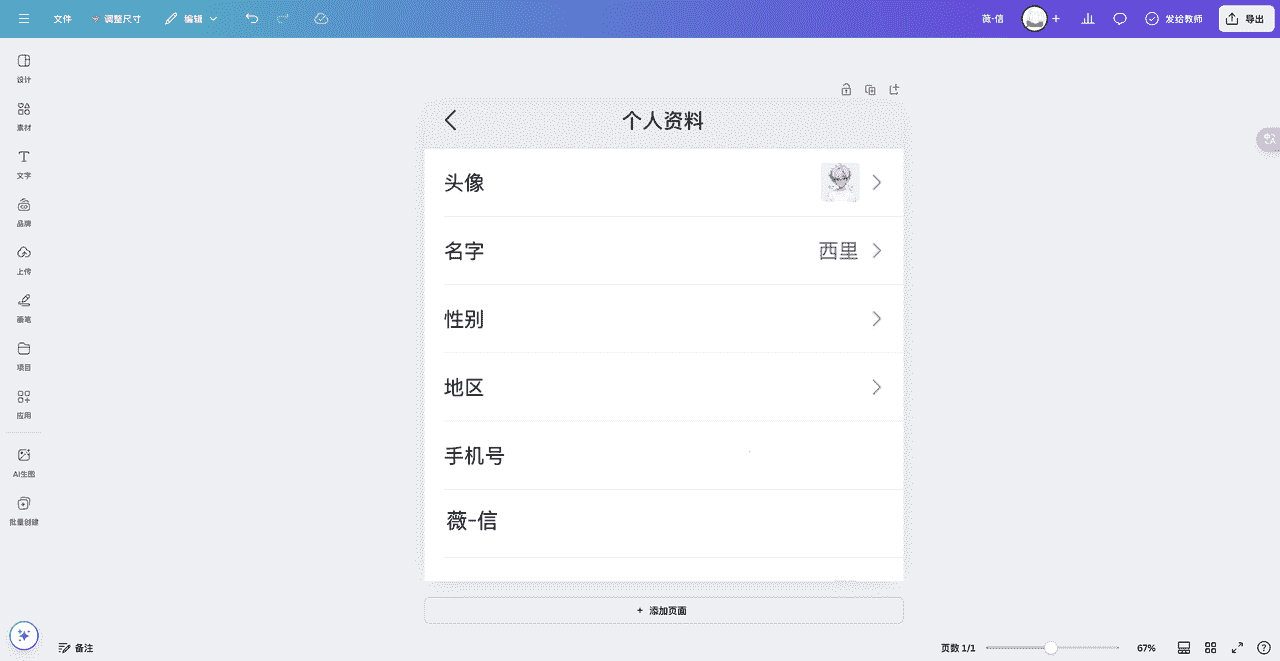 文件 调整尺寸 编辑 薇-信 发给教师 导出
设计
素材
文字
品牌
上传
画笔
项目
应用
AI生图
批量创建
个人资料
头像
名字 西里
性别
地区
手机号
薇-信
+ 添加页面
备注 页数 1/1 67%